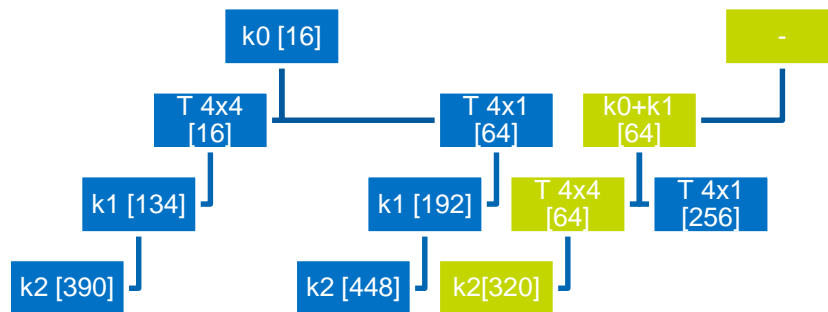 k0 [16]
-
T 4x4
[16]
T 4x1
[64]
k0+k1
[64]
k1 [134]
k1 [192]
T 4x4
[64]
T 4x1
[256]
k2 [390]
k2 [448]
k2[320]